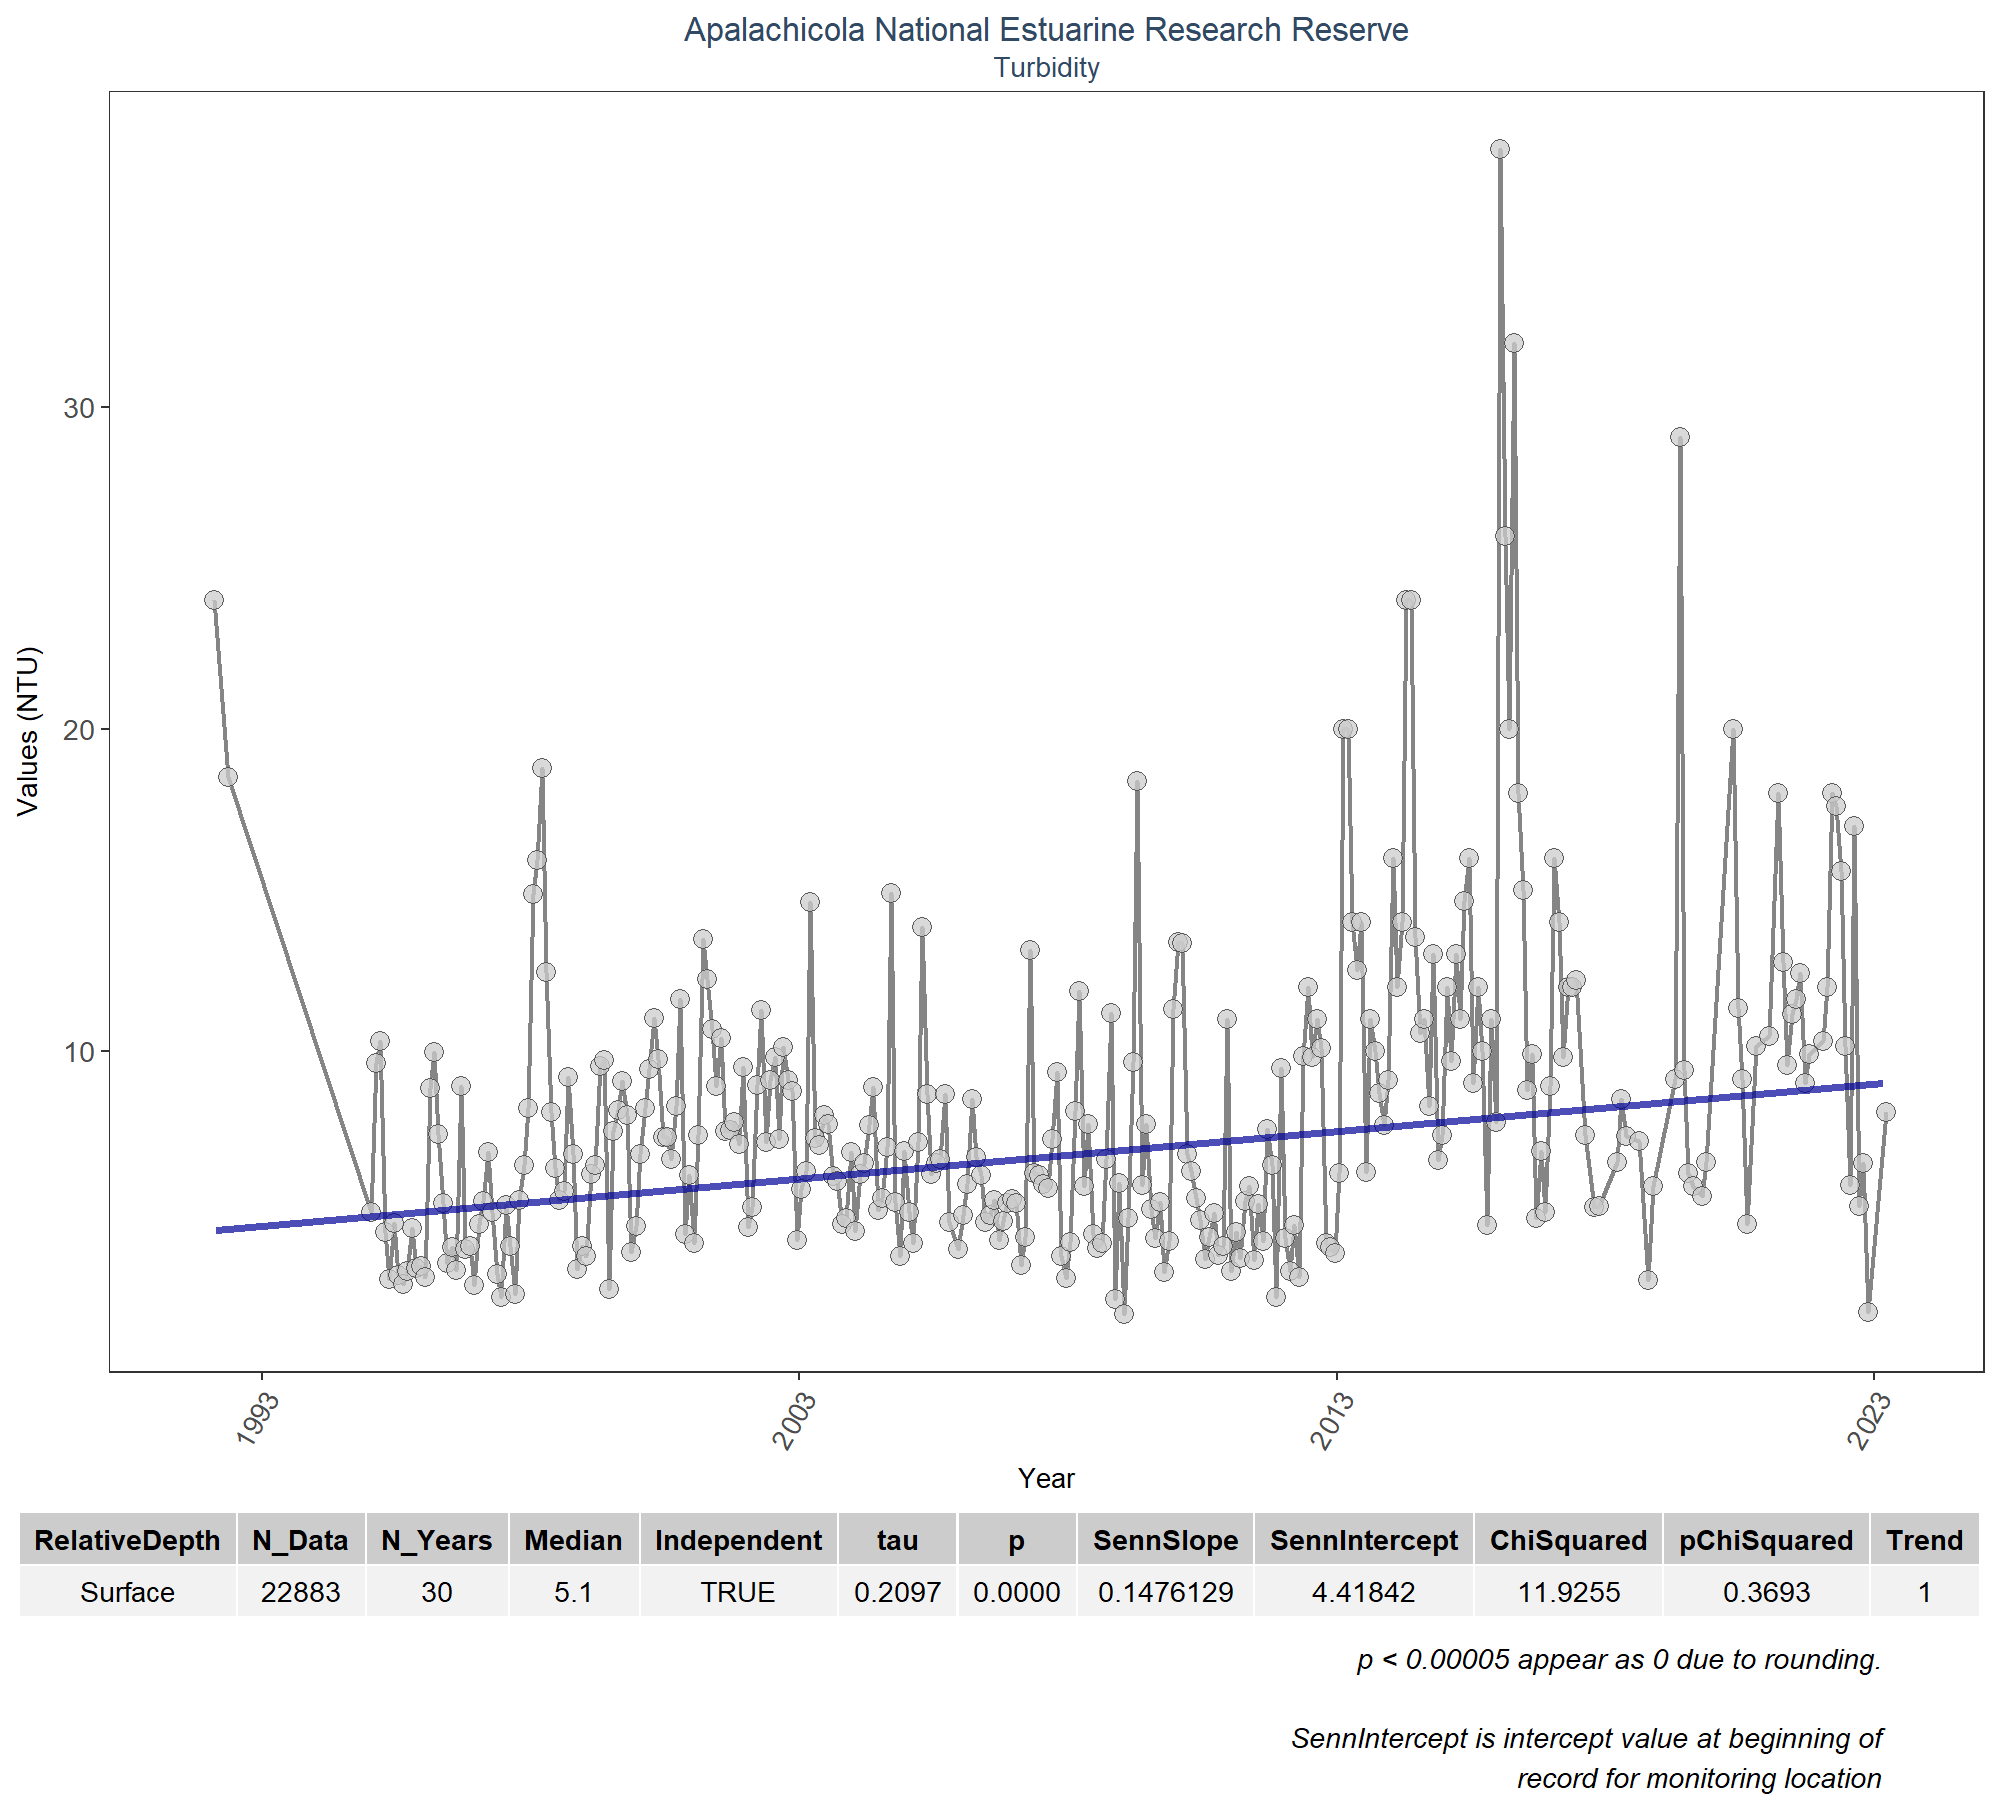 Apalachicola National Estuarine Research Reserve
Turbidity
Values (NTU)
30
20
10
1993 2003 2013 2023
Year
RelativeDepth N_Data N_Years Median Independent tau p SennSlope SennIntercept ChiSquared pChiSquared Trend
Surface 22883 30 5.1 TRUE 0.2097 0.0000 0.1476129 4.41842 11.9255 0.3693 1
p < 0.00005 appear as 0 due to rounding.
SennIntercept is intercept value at beginning of
record for monitoring location